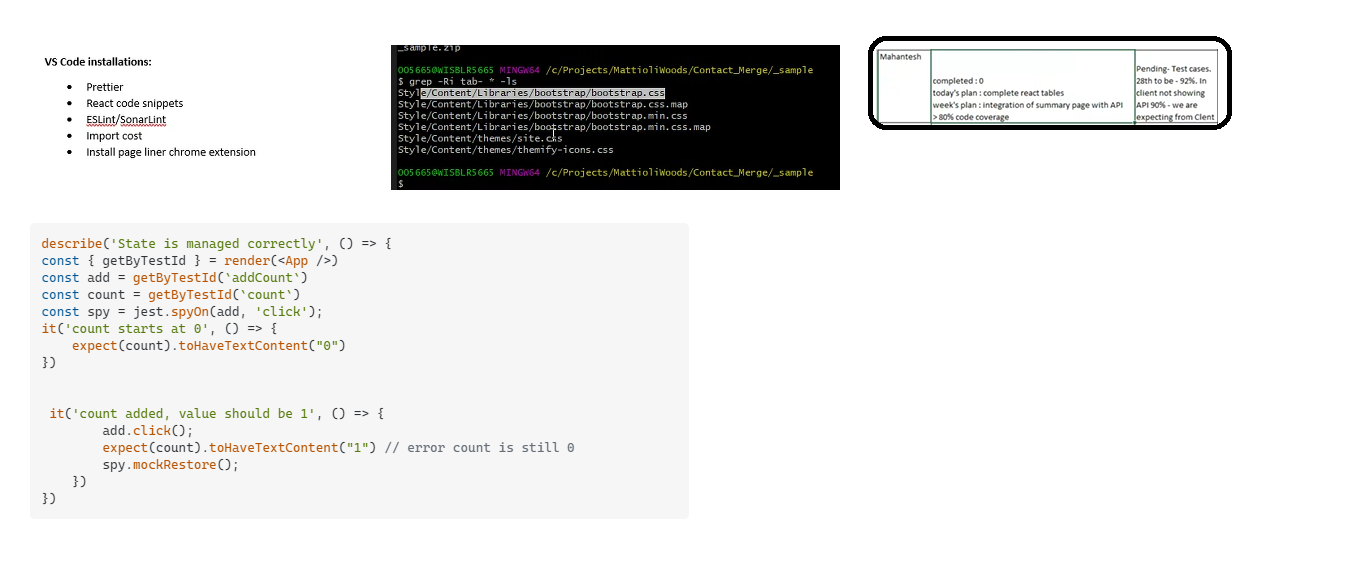 VS Code installations:
• Prettier
• React code snippets
• ESLint/SonarLint
• Import cost
• Install page liner chrome extension
_sample.zip
005665@WISBLR5665 MINGW64 /c/Projects/MattioliWoods/Contact_Merge/_sample
$ grep -Ri tab- * -ls
Style/Content/Libraries/bootstrap/bootstrap.css
Style/Content/Libraries/bootstrap/bootstrap.css.map
Style/Content/Libraries/bootstrap/bootstrap.min.css
Style/Content/Libraries/bootstrap/bootstrap.min.css.map
Style/Content/themes/site.css
Style/Content/themes/themify-icons.css
005665@WISBLR5665 MINGW64 /c/Projects/MattioliWoods/Contact_Merge/_sample
$
Mahantesh
completed : 0
today's plan : complete react tables
week's plan : integration of summary page with API
> 80% code coverage
Pending- Test cases.
28th to be - 92%. In
client not showing
API 90% - we are
expecting from Client
describe('State is managed correctly', () => {
const { getByTestId } = render(<App />)
const add = getByTestId(`addCount`)
const count = getByTestId(`count`)
const spy = jest.spyOn(add, 'click');
it('count starts at 0', () => {
    expect(count).toHaveTextContent("0")
})
 it('count added, value should be 1', () => {
        add.click();
        expect(count).toHaveTextContent("1") // error count is still 0
        spy.mockRestore();
    })
})